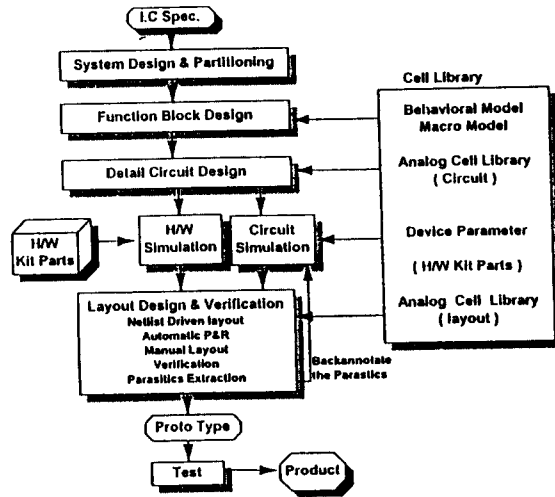 I.C Spec.
System Design & Partitioning
Cell Library
Function Block Design
Behavioral Model
Macro Model
Detail Circuit Design
Analog Cell Library
( Circuit )
H/W
Kit Parts
H/W
Simulation
Circuit
Simulation
Device Parameter
( H/W Kit Parts )
Layout Design & Verification
Netlist Driven layout
Automatic P&R
Manual Layout
Verification
Parasitics Extraction
Analog Cell Library
( layout )
Backannotate
the Parastics
Proto Type
Test
Product